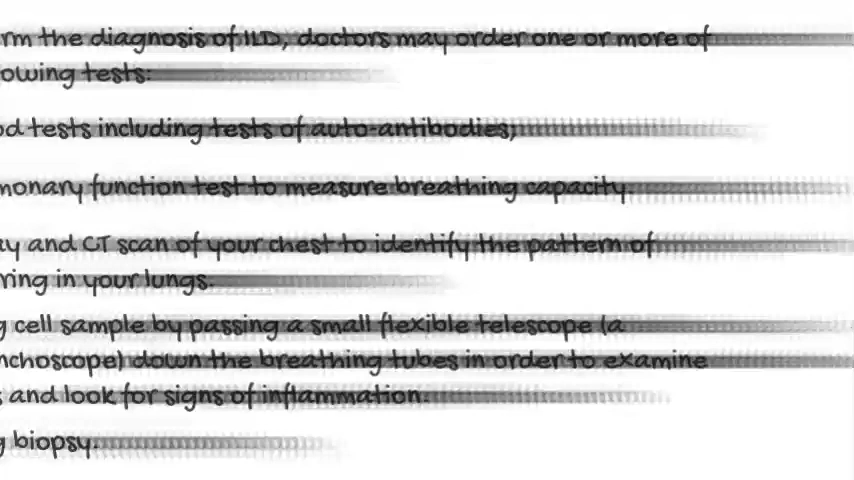 rm the diagnosis of ILD, doctors may order one or more of
owing tests:
od tests including tests of auto-antibodies;
monary function test to measure breathing capacity.
ay and CT scan of your chest to identify the pattern of
ring in your lungs.
g cell sample by passing a small flexible telescope (a
nchoscope) down the breathing tubes in order to examine
s and look for signs of inflammation.
g biopsy.